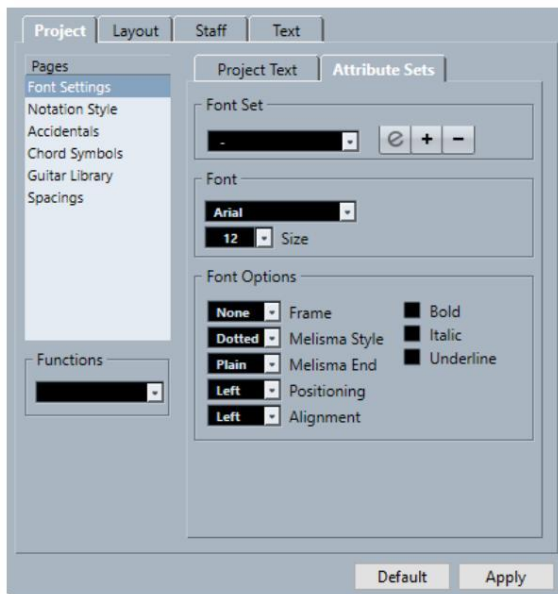 Project Layout Staff Text
Pages
Font Settings
Notation Style
Accidentals
Chord Symbols
Guitar Library
Spacings
Functions
Project Text Attribute Sets
Font Set
- e + −
Font
Arial
12 Size
Font Options
None Frame
Dotted Melisma Style
Plain Melisma End
Left Positioning
Left Alignment
Bold
Italic
Underline
Default Apply